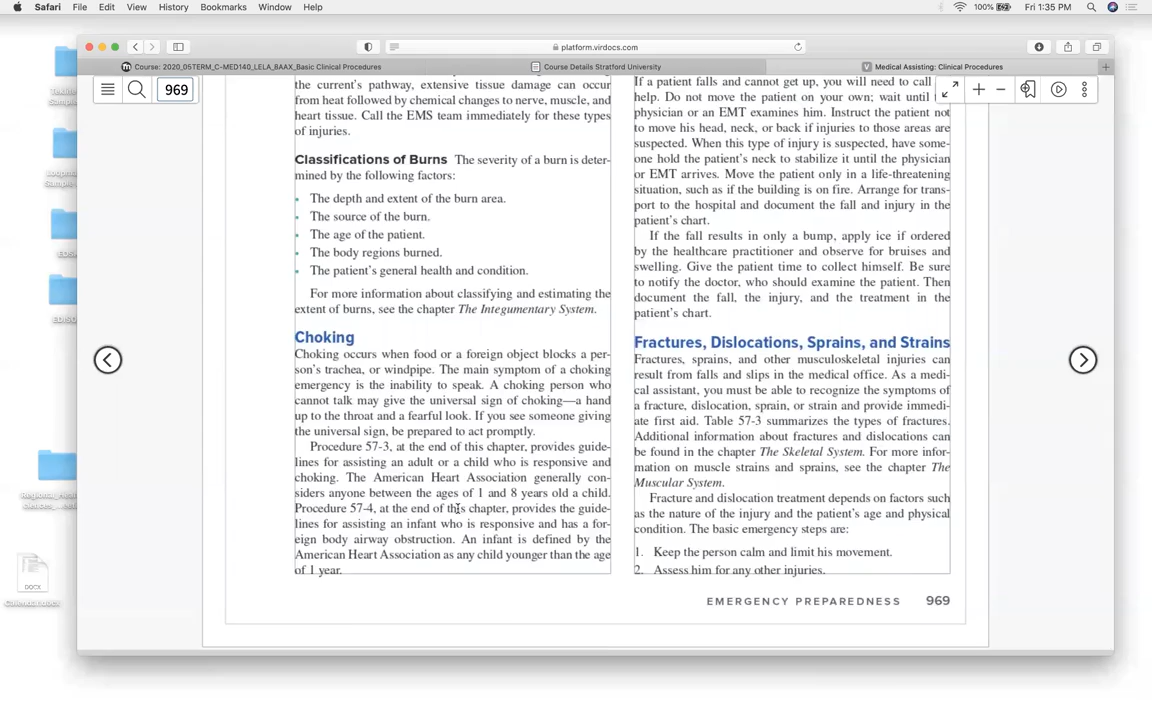 Safari File Edit View History Bookmarks Window Help
100% Fri 1:35 PM
platform.virdocs.com
Course: 2020_05TERM_C-MED140_LELA_8AAX_Basic Clinical Procedures
Course Details Stratford University
Medical Assisting: Clinical Procedures
969
the current's pathway, extensive tissue damage can occur
from heat followed by chemical changes to nerve, muscle, and
heart tissue. Call the EMS team immediately for these types
of injuries.
Classifications of Burns The severity of a burn is deter-
mined by the following factors:
• The depth and extent of the burn area.
• The source of the burn.
• The age of the patient.
• The body regions burned.
• The patient's general health and condition.
For more information about classifying and estimating the
extent of burns, see the chapter The Integumentary System.
Choking
Choking occurs when food or a foreign object blocks a per-
son's trachea, or windpipe. The main symptom of a choking
emergency is the inability to speak. A choking person who
cannot talk may give the universal sign of choking—a hand
up to the throat and a fearful look. If you see someone giving
the universal sign, be prepared to act promptly.
Procedure 57-3, at the end of this chapter, provides guide-
lines for assisting an adult or a child who is responsive and
choking. The American Heart Association generally con-
siders anyone between the ages of 1 and 8 years old a child.
Procedure 57-4, at the end of this chapter, provides the guide-
lines for assisting an infant who is responsive and has a for-
eign body airway obstruction. An infant is defined by the
American Heart Association as any child younger than the age
of 1 year.
If a patient falls and cannot get up, you will need to call
help. Do not move the patient on your own; wait until
physician or an EMT examines him. Instruct the patient not
to move his head, neck, or back if injuries to those areas are
suspected. When this type of injury is suspected, have some-
one hold the patient's neck to stabilize it until the physician
or EMT arrives. Move the patient only in a life-threatening
situation, such as if the building is on fire. Arrange for trans-
port to the hospital and document the fall and injury in the
patient's chart.
If the fall results in only a bump, apply ice if ordered
by the healthcare practitioner and observe for bruises and
swelling. Give the patient time to collect himself. Be sure
to notify the doctor, who should examine the patient. Then
document the fall, the injury, and the treatment in the
patient's chart.
Fractures, Dislocations, Sprains, and Strains
Fractures, sprains, and other musculoskeletal injuries can
result from falls and slips in the medical office. As a medi-
cal assistant, you must be able to recognize the symptoms of
a fracture, dislocation, sprain, or strain and provide immedi-
ate first aid. Table 57-3 summarizes the types of fractures.
Additional information about fractures and dislocations can
be found in the chapter The Skeletal System. For more infor-
mation on muscle strains and sprains, see the chapter The
Muscular System.
Fracture and dislocation treatment depends on factors such
as the nature of the injury and the patient's age and physical
condition. The basic emergency steps are:
1. Keep the person calm and limit his movement.
2. Assess him for any other injuries.
EMERGENCY PREPAREDNESS 969
DOCX
Calendar.docx